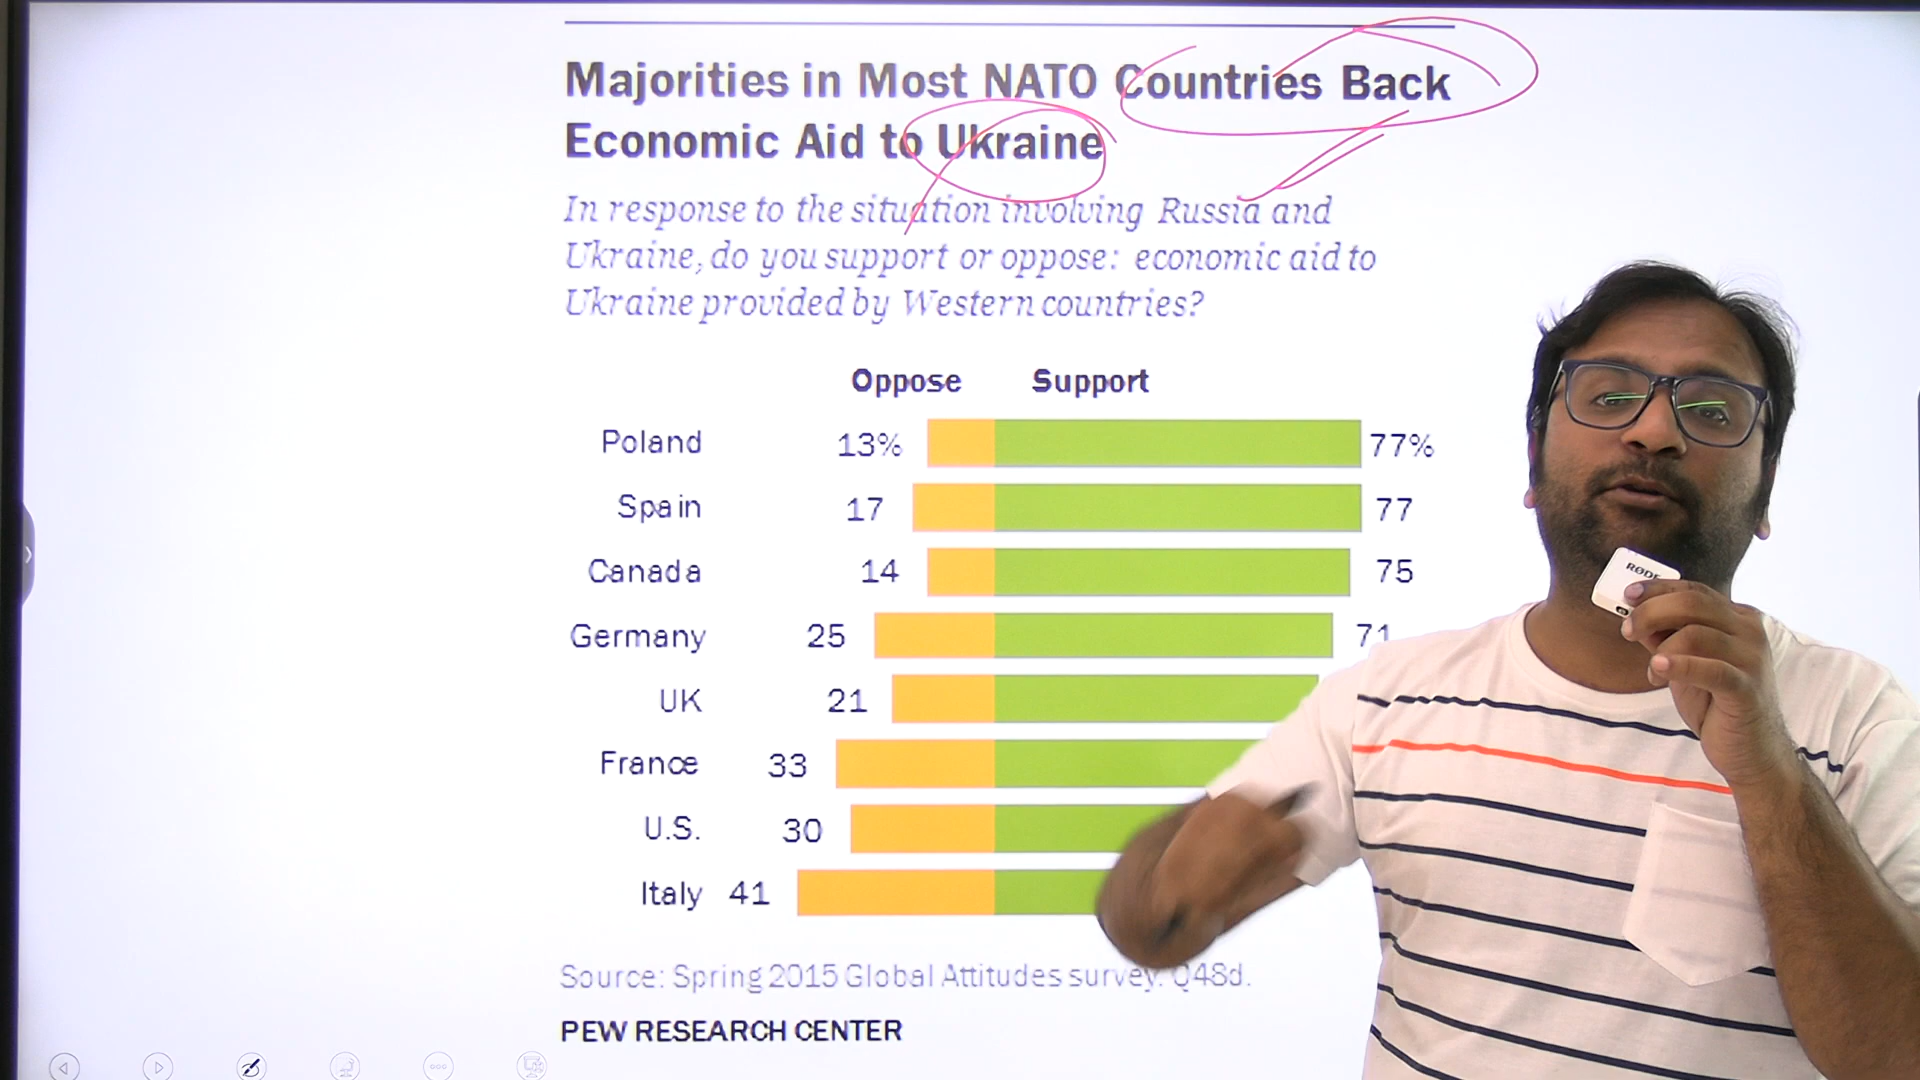 Majorities in Most NATO Countries Back
Economic Aid to Ukraine
In response to the situation involving Russia and
Ukraine, do you support or oppose: economic aid to
Ukraine provided by Western countries?
Oppose Support
Poland 13% 77%
Spain 17 77
Canada 14 75
Germany 25 71
UK 21
France 33
U.S. 30
Italy 41
Source: Spring 2015 Global Attitudes survey. Q48d.
PEW RESEARCH CENTER
RØDE